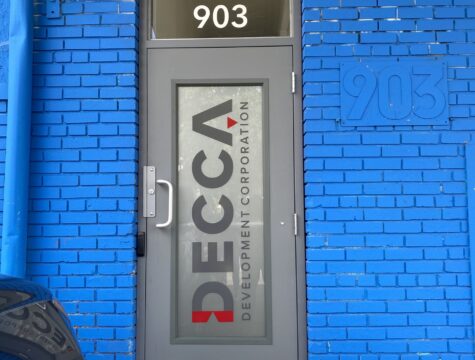 903
903
DECCA
DEVELOPMENT CORPORATION